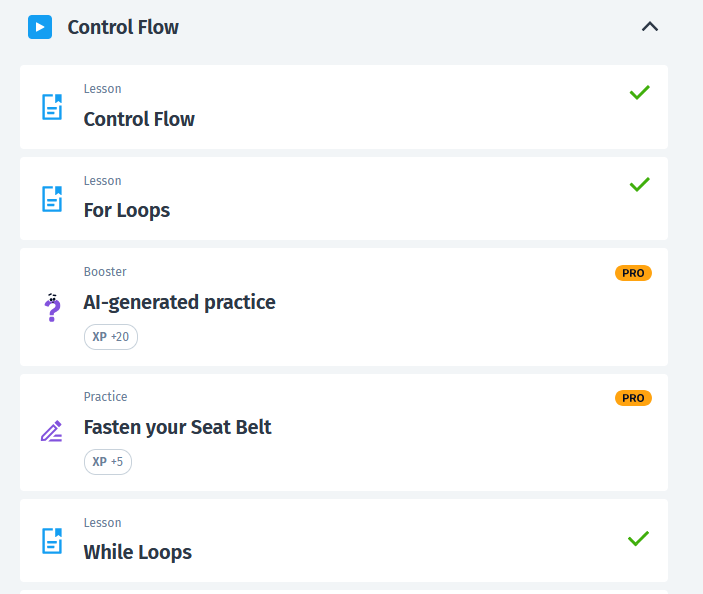 Control Flow
Lesson
Control Flow
Lesson
For Loops
Booster
PRO
AI-generated practice
XP +20
Practice
PRO
Fasten your Seat Belt
XP +5
Lesson
While Loops